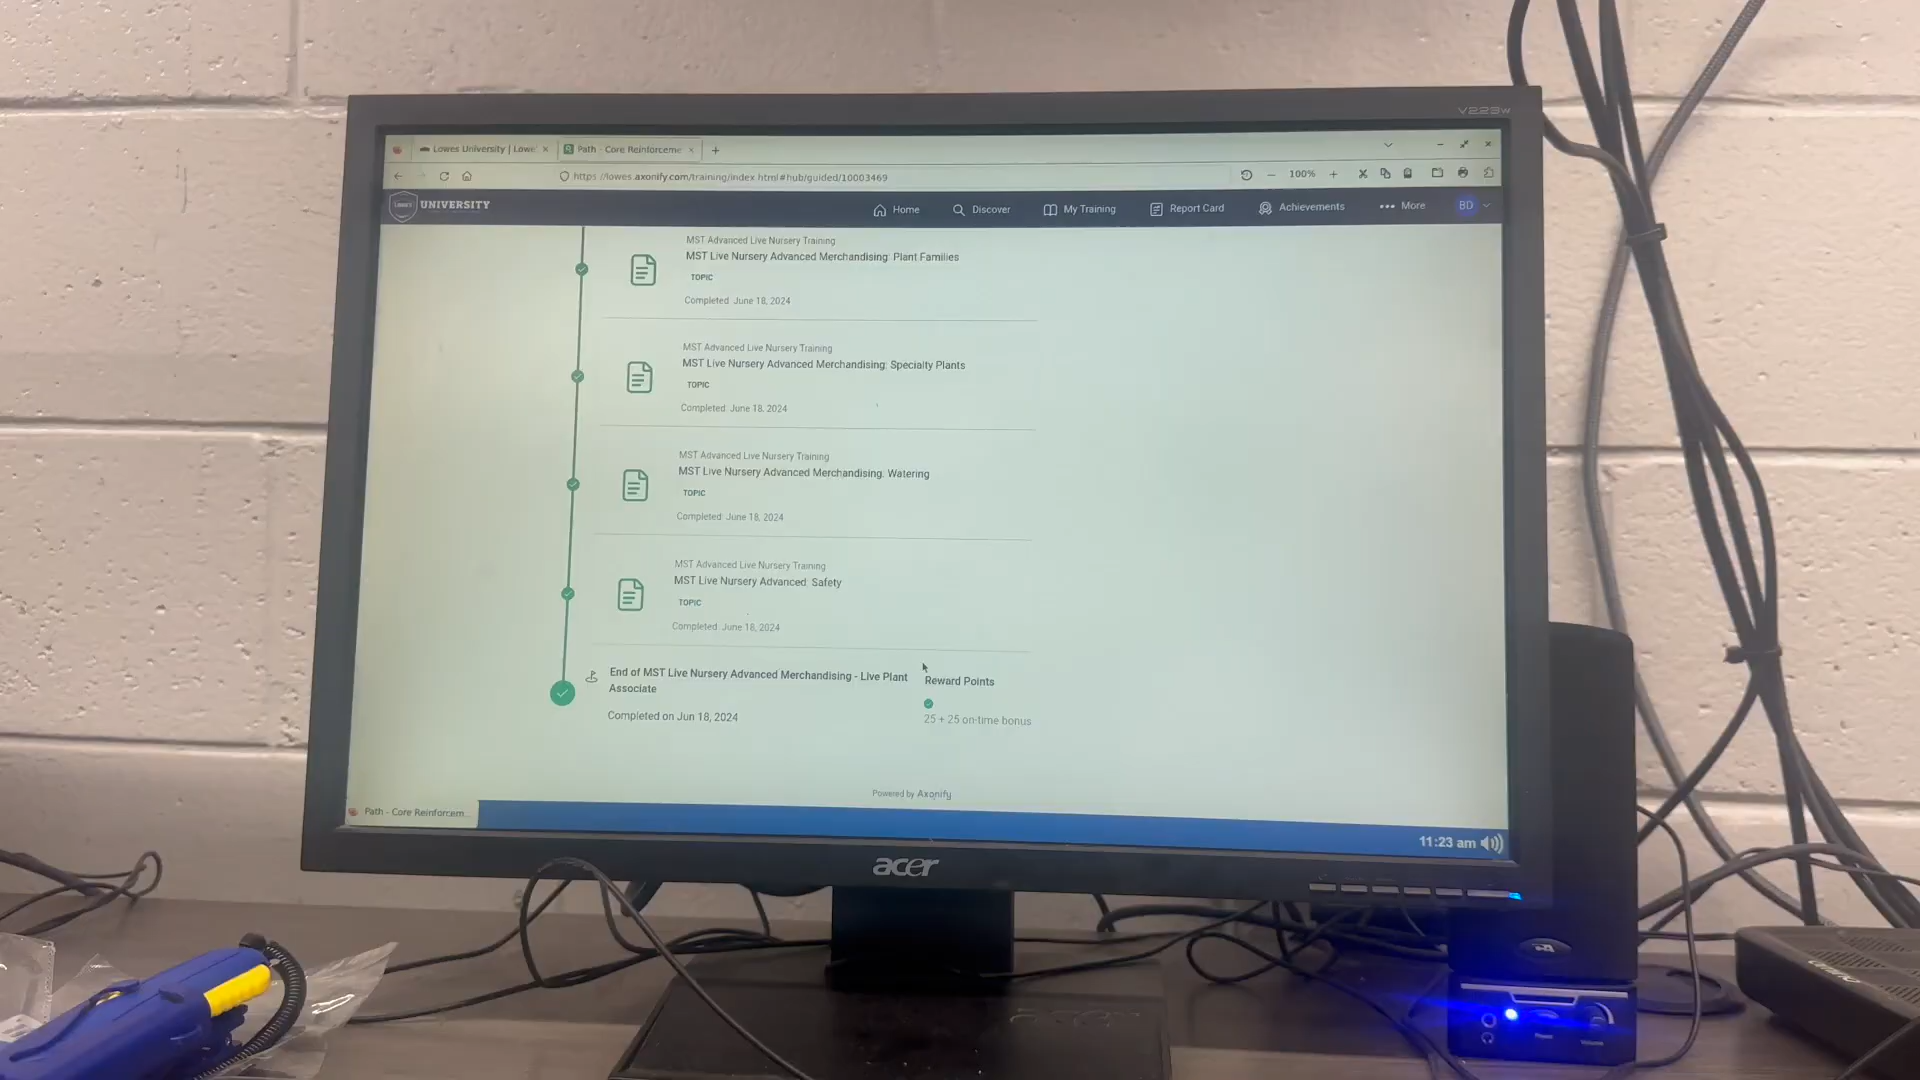 V223W
Lowes University | Lowe'
Path - Core Reinforceme
https://lowes.axonify.com/training/index.html#hub/guided/10003469
100%
LOWE'S UNIVERSITY
Home
Discover
My Training
Report Card
Achievements
More
BD
MST Advanced Live Nursery Training
MST Live Nursery Advanced Merchandising: Plant Families
TOPIC
Completed: June 18, 2024
MST Advanced Live Nursery Training
MST Live Nursery Advanced Merchandising: Specialty Plants
TOPIC
Completed: June 18, 2024
MST Advanced Live Nursery Training
MST Live Nursery Advanced Merchandising: Watering
TOPIC
Completed: June 18, 2024
MST Advanced Live Nursery Training
MST Live Nursery Advanced: Safety
TOPIC
Completed: June 18, 2024
End of MST Live Nursery Advanced Merchandising - Live Plant
Associate
Completed on Jun 18, 2024
Reward Points
25 + 25 on-time bonus
Powered by Axonify
Path - Core Reinforcem...
11:23 am
acer
acer
Power
Volume